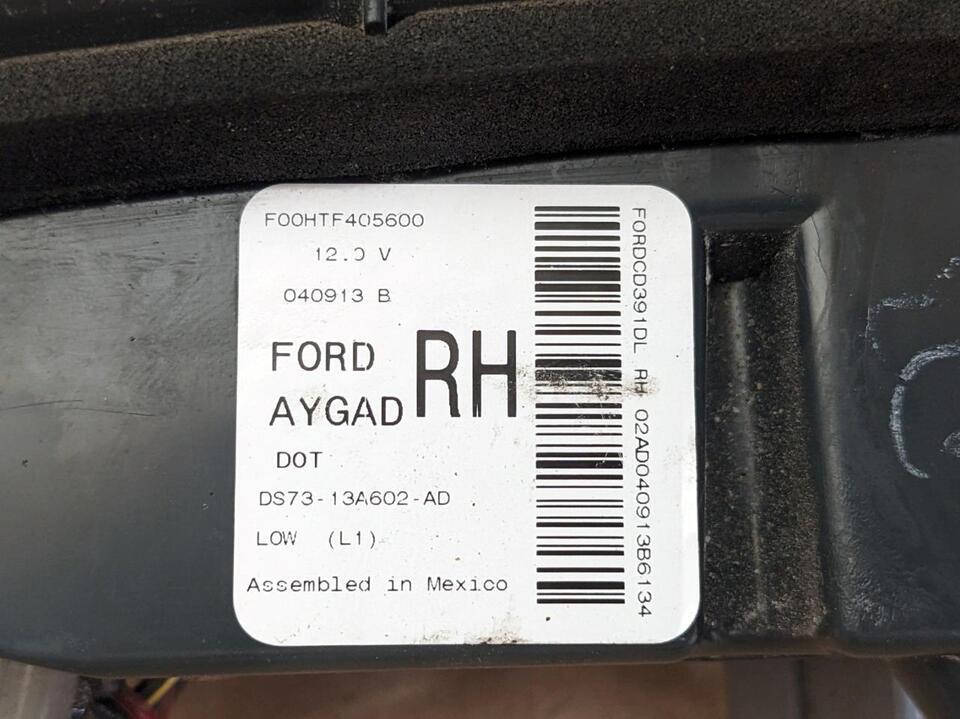 F00HTF405600
12.0 V
040913 B
FORD
RH
AYGAD
DOT
DS73-13A602-AD
LOW (L1)
Assembled in Mexico
FORDCD391DL RH 02AD040913B6134